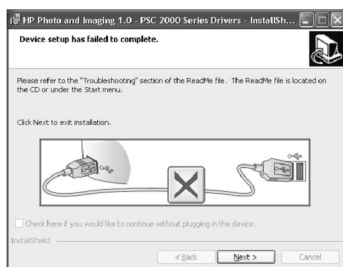 HP Photo and Imaging 1.0 - PSC 2000 Series Drivers - InstallSh...
Device setup has failed to complete.
Please refer to the "Troubleshooting" section of the ReadMe file. The ReadMe file is located on
the CD or under the Start menu.
Click Next to exit installation.
Check here if you would like to continue without plugging in the device.
InstallShield
< Back Next > Cancel